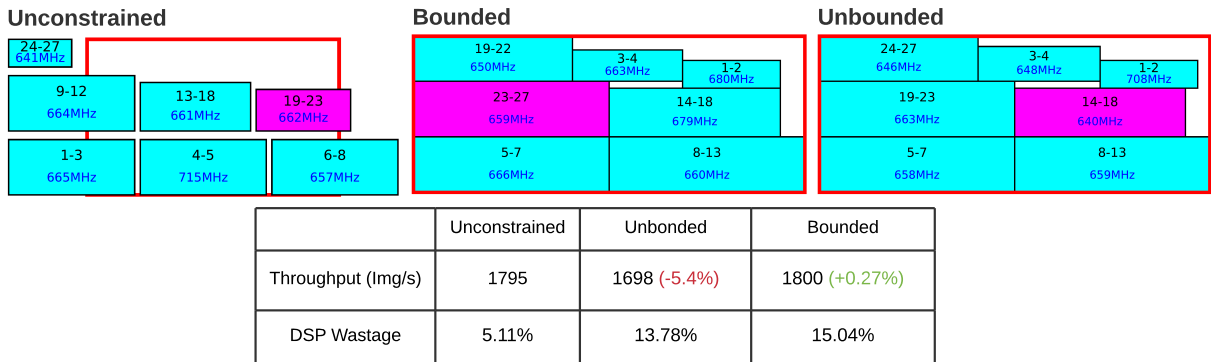 Unconstrained
24-27
641MHz
9-12
664MHz
13-18
661MHz
19-23
662MHz
1-3
665MHz
4-5
715MHz
6-8
657MHz
Bounded
19-22
650MHz
3-4
663MHz
1-2
680MHz
23-27
659MHz
14-18
679MHz
5-7
666MHz
8-13
660MHz
Unbounded
24-27
646MHz
3-4
648MHz
1-2
708MHz
19-23
663MHz
14-18
640MHz
5-7
658MHz
8-13
659MHz
Unconstrained Unbonded Bounded
Throughput (Img/s) 1795 1698 (-5.4%) 1800 (+0.27%)
DSP Wastage 5.11% 13.78% 15.04%